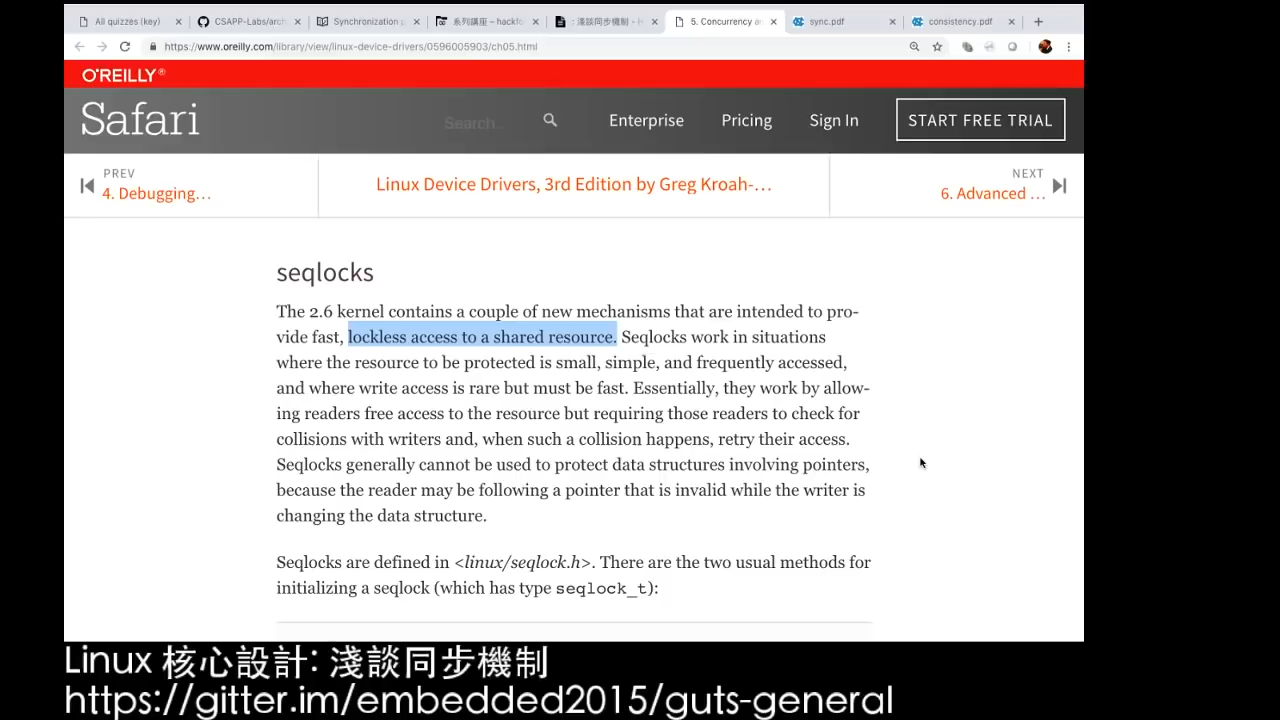 All quizzes (key)
CSAPP-Labs/arc
Synchronization p
系列講座 – hackfo
: 淺談同步機制 - H
5. Concurrency a
sync.pdf
consistency.pdf
https://www.oreilly.com/library/view/linux-device-drivers/0596005903/ch05.html
O'REILLY®
Safari
Search...
Enterprise
Pricing
Sign In
START FREE TRIAL
PREV
4. Debugging…
Linux Device Drivers, 3rd Edition by Greg Kroah-…
NEXT
6. Advanced …
seqlocks
The 2.6 kernel contains a couple of new mechanisms that are intended to pro-
vide fast, lockless access to a shared resource. Seqlocks work in situations
where the resource to be protected is small, simple, and frequently accessed,
and where write access is rare but must be fast. Essentially, they work by allow-
ing readers free access to the resource but requiring those readers to check for
collisions with writers and, when such a collision happens, retry their access.
Seqlocks generally cannot be used to protect data structures involving pointers,
because the reader may be following a pointer that is invalid while the writer is
changing the data structure.
Seqlocks are defined in <linux/seqlock.h>. There are the two usual methods for
initializing a seqlock (which has type seqlock_t):
Linux 核心設計: 淺談同步機制
https://gitter.im/embedded2015/guts-general